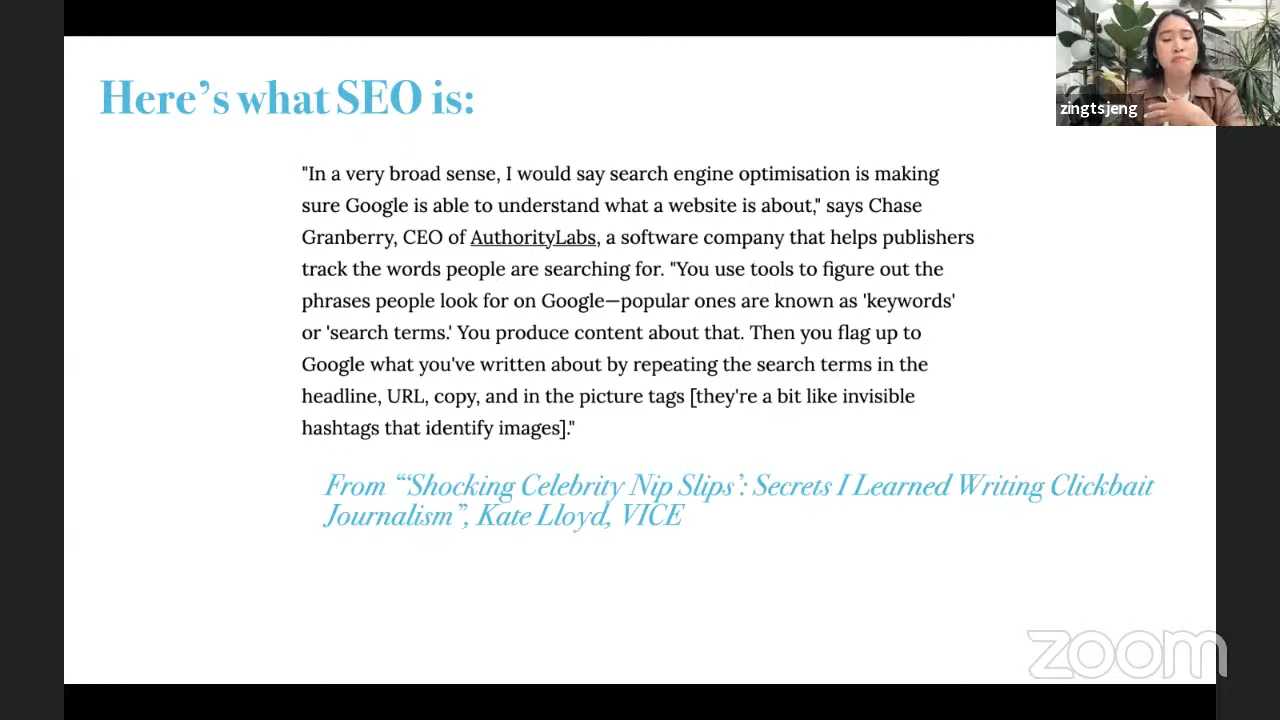 Here's what SEO is:
zingtsjeng
"In a very broad sense, I would say search engine optimisation is making
sure Google is able to understand what a website is about," says Chase
Granberry, CEO of AuthorityLabs, a software company that helps publishers
track the words people are searching for. "You use tools to figure out the
phrases people look for on Google—popular ones are known as 'keywords'
or 'search terms.' You produce content about that. Then you flag up to
Google what you've written about by repeating the search terms in the
headline, URL, copy, and in the picture tags [they're a bit like invisible
hashtags that identify images]."
From “‘Shocking Celebrity Nip Slips’: Secrets I Learned Writing Clickbait
Journalism”, Kate Lloyd, VICE
zoom